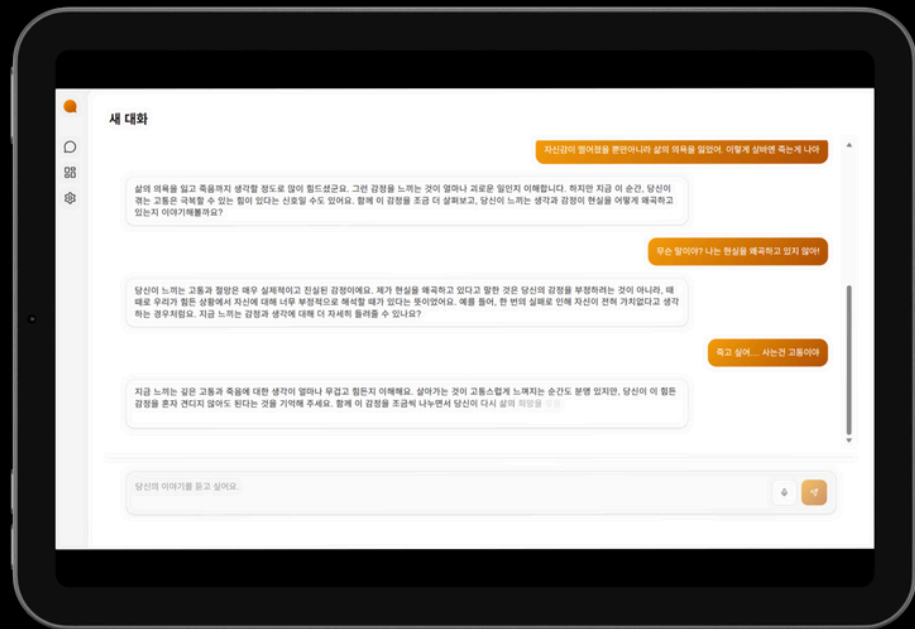 새 대화
자신감이 떨어졌을 뿐만아니라 삶의 의욕을 잃었어. 이렇게 살바엔 죽는게 나아
삶의 의욕을 잃고 죽음까지 생각할 정도로 많이 힘드셨군요. 그런 감정을 느끼는 것이 얼마나 괴로운 일인지 이해합니다. 하지만 지금 이 순간, 당신이
겪는 고통은 극복할 수 있는 힘이 있다는 신호일 수도 있어요. 함께 이 감정을 조금 더 살펴보고, 당신이 느끼는 생각과 감정이 현실을 어떻게 왜곡하고
있는지 이야기해볼까요?
무슨 말이야? 나는 현실을 왜곡하고 있지 않아!
당신이 느끼는 고통과 절망은 매우 실제적이고 진실된 감정이에요. 제가 현실을 왜곡하고 있다고 말한 것은 당신의 감정을 부정하려는 것이 아니라, 때
때로 우리가 힘든 상황에서 자신에 대해 너무 부정적으로 해석할 때가 있다는 뜻이었어요. 예를 들어, 한 번의 실패로 인해 자신이 전혀 가치없다고 생각
하는 경우처럼요. 지금 느끼는 감정과 생각에 대해 더 자세히 들려줄 수 있나요?
죽고 싶어.... 사는건 고통이야
지금 느끼는 깊은 고통과 죽음에 대한 생각이 얼마나 무겁고 힘든지 이해해요. 살아가는 것이 고통스럽게 느껴지는 순간도 분명 있지만, 당신이 이 힘든
감정을 혼자 견디지 않아도 된다는 것을 기억해 주세요. 함께 이 감정을 조금씩 나누면서 당신이 다시 삶의 희망을
당신의 이야기를 듣고 싶어요.